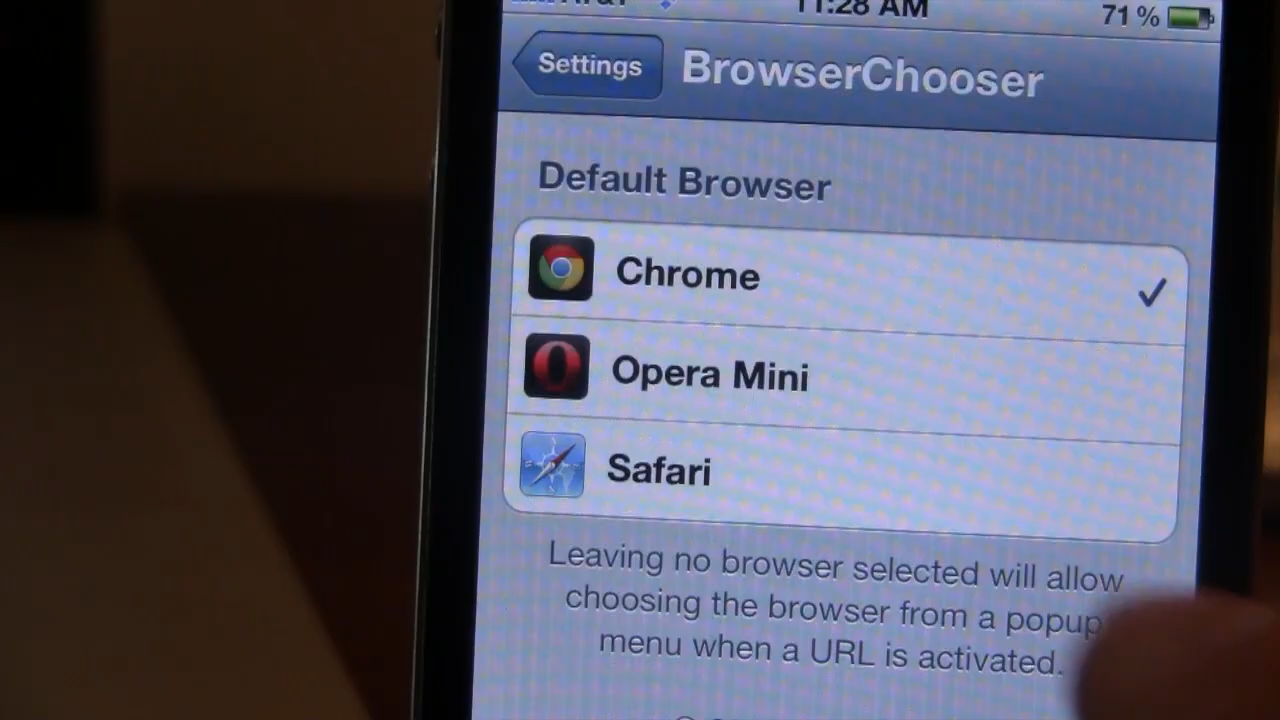 AT&T 11:28 AM 71 %
Settings BrowserChooser
Default Browser
Chrome
Opera Mini
Safari
Leaving no browser selected will allow
choosing the browser from a popup
menu when a URL is activated.